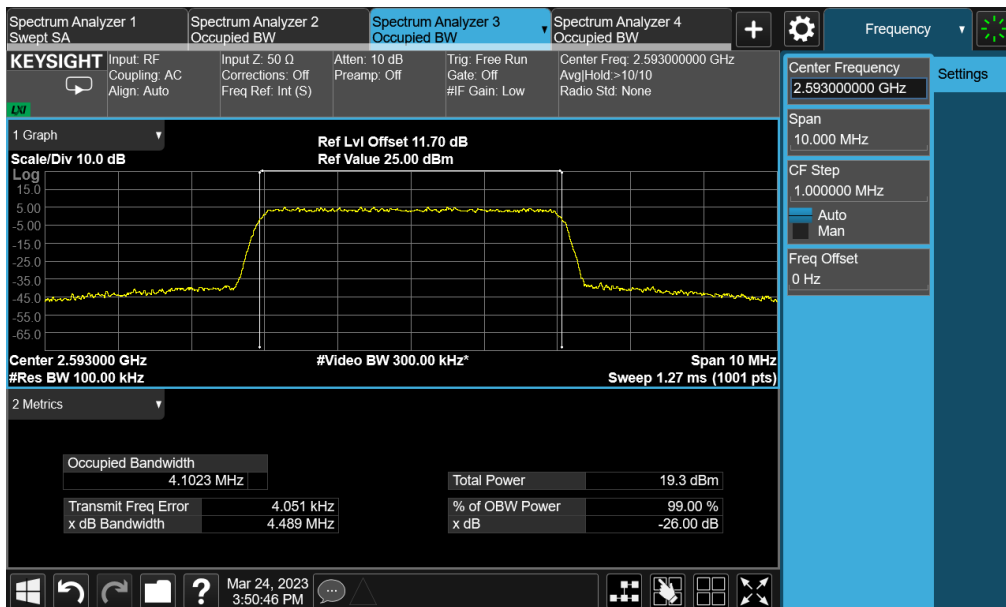 Spectrum Analyzer 1
Swept SA
Spectrum Analyzer 2
Occupied BW
Spectrum Analyzer 3
Occupied BW
Spectrum Analyzer 4
Occupied BW
+
Frequency
KEYSIGHT
LXI
Input: RF
Coupling: AC
Align: Auto
Input Z: 50 Ω
Corrections: Off
Freq Ref: Int (S)
Atten: 10 dB
Preamp: Off
Trig: Free Run
Gate: Off
#IF Gain: Low
Center Freq: 2.593000000 GHz
Avg|Hold:>10/10
Radio Std: None
Center Frequency
2.593000000 GHz
Settings
Span
10.000 MHz
CF Step
1.000000 MHz
Auto
Man
Freq Offset
0 Hz
1 Graph
Scale/Div 10.0 dB
Ref Lvl Offset 11.70 dB
Ref Value 25.00 dBm
Log
15.0
5.00
-5.00
-15.0
-25.0
-35.0
-45.0
-55.0
-65.0
Center 2.593000 GHz
#Video BW 300.00 kHz*
Span 10 MHz
#Res BW 100.00 kHz
Sweep 1.27 ms (1001 pts)
2 Metrics
Occupied Bandwidth
4.1023 MHz
Total Power 19.3 dBm
Transmit Freq Error 4.051 kHz
% of OBW Power 99.00 %
x dB Bandwidth 4.489 MHz
x dB -26.00 dB
?
Mar 24, 2023
3:50:46 PM